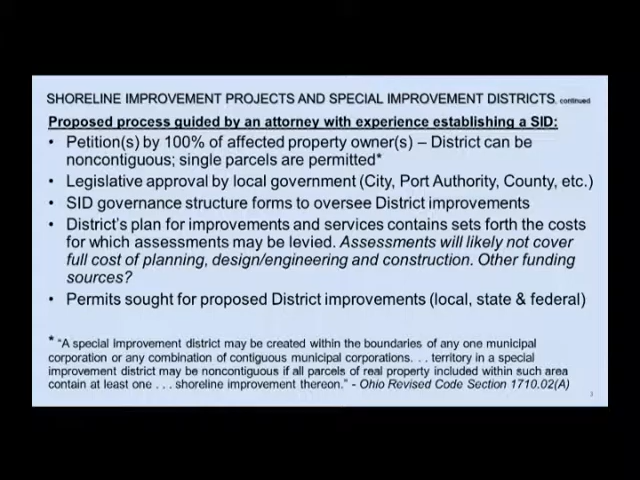 SHORELINE IMPROVEMENT PROJECTS AND SPECIAL IMPROVEMENT DISTRICTS, continued
Proposed process guided by an attorney with experience establishing a SID:
• Petition(s) by 100% of affected property owner(s) – District can be
noncontiguous; single parcels are permitted*
• Legislative approval by local government (City, Port Authority, County, etc.)
• SID governance structure forms to oversee District improvements
• District's plan for improvements and services contains sets forth the costs
for which assessments may be levied. Assessments will likely not cover
full cost of planning, design/engineering and construction. Other funding
sources?
• Permits sought for proposed District improvements (local, state & federal)
* "A special improvement district may be created within the boundaries of any one municipal
corporation or any combination of contiguous municipal corporations. . . territory in a special
improvement district may be noncontiguous if all parcels of real property included within such area
contain at least one . . . shoreline improvement thereon." - Ohio Revised Code Section 1710.02(A)
3